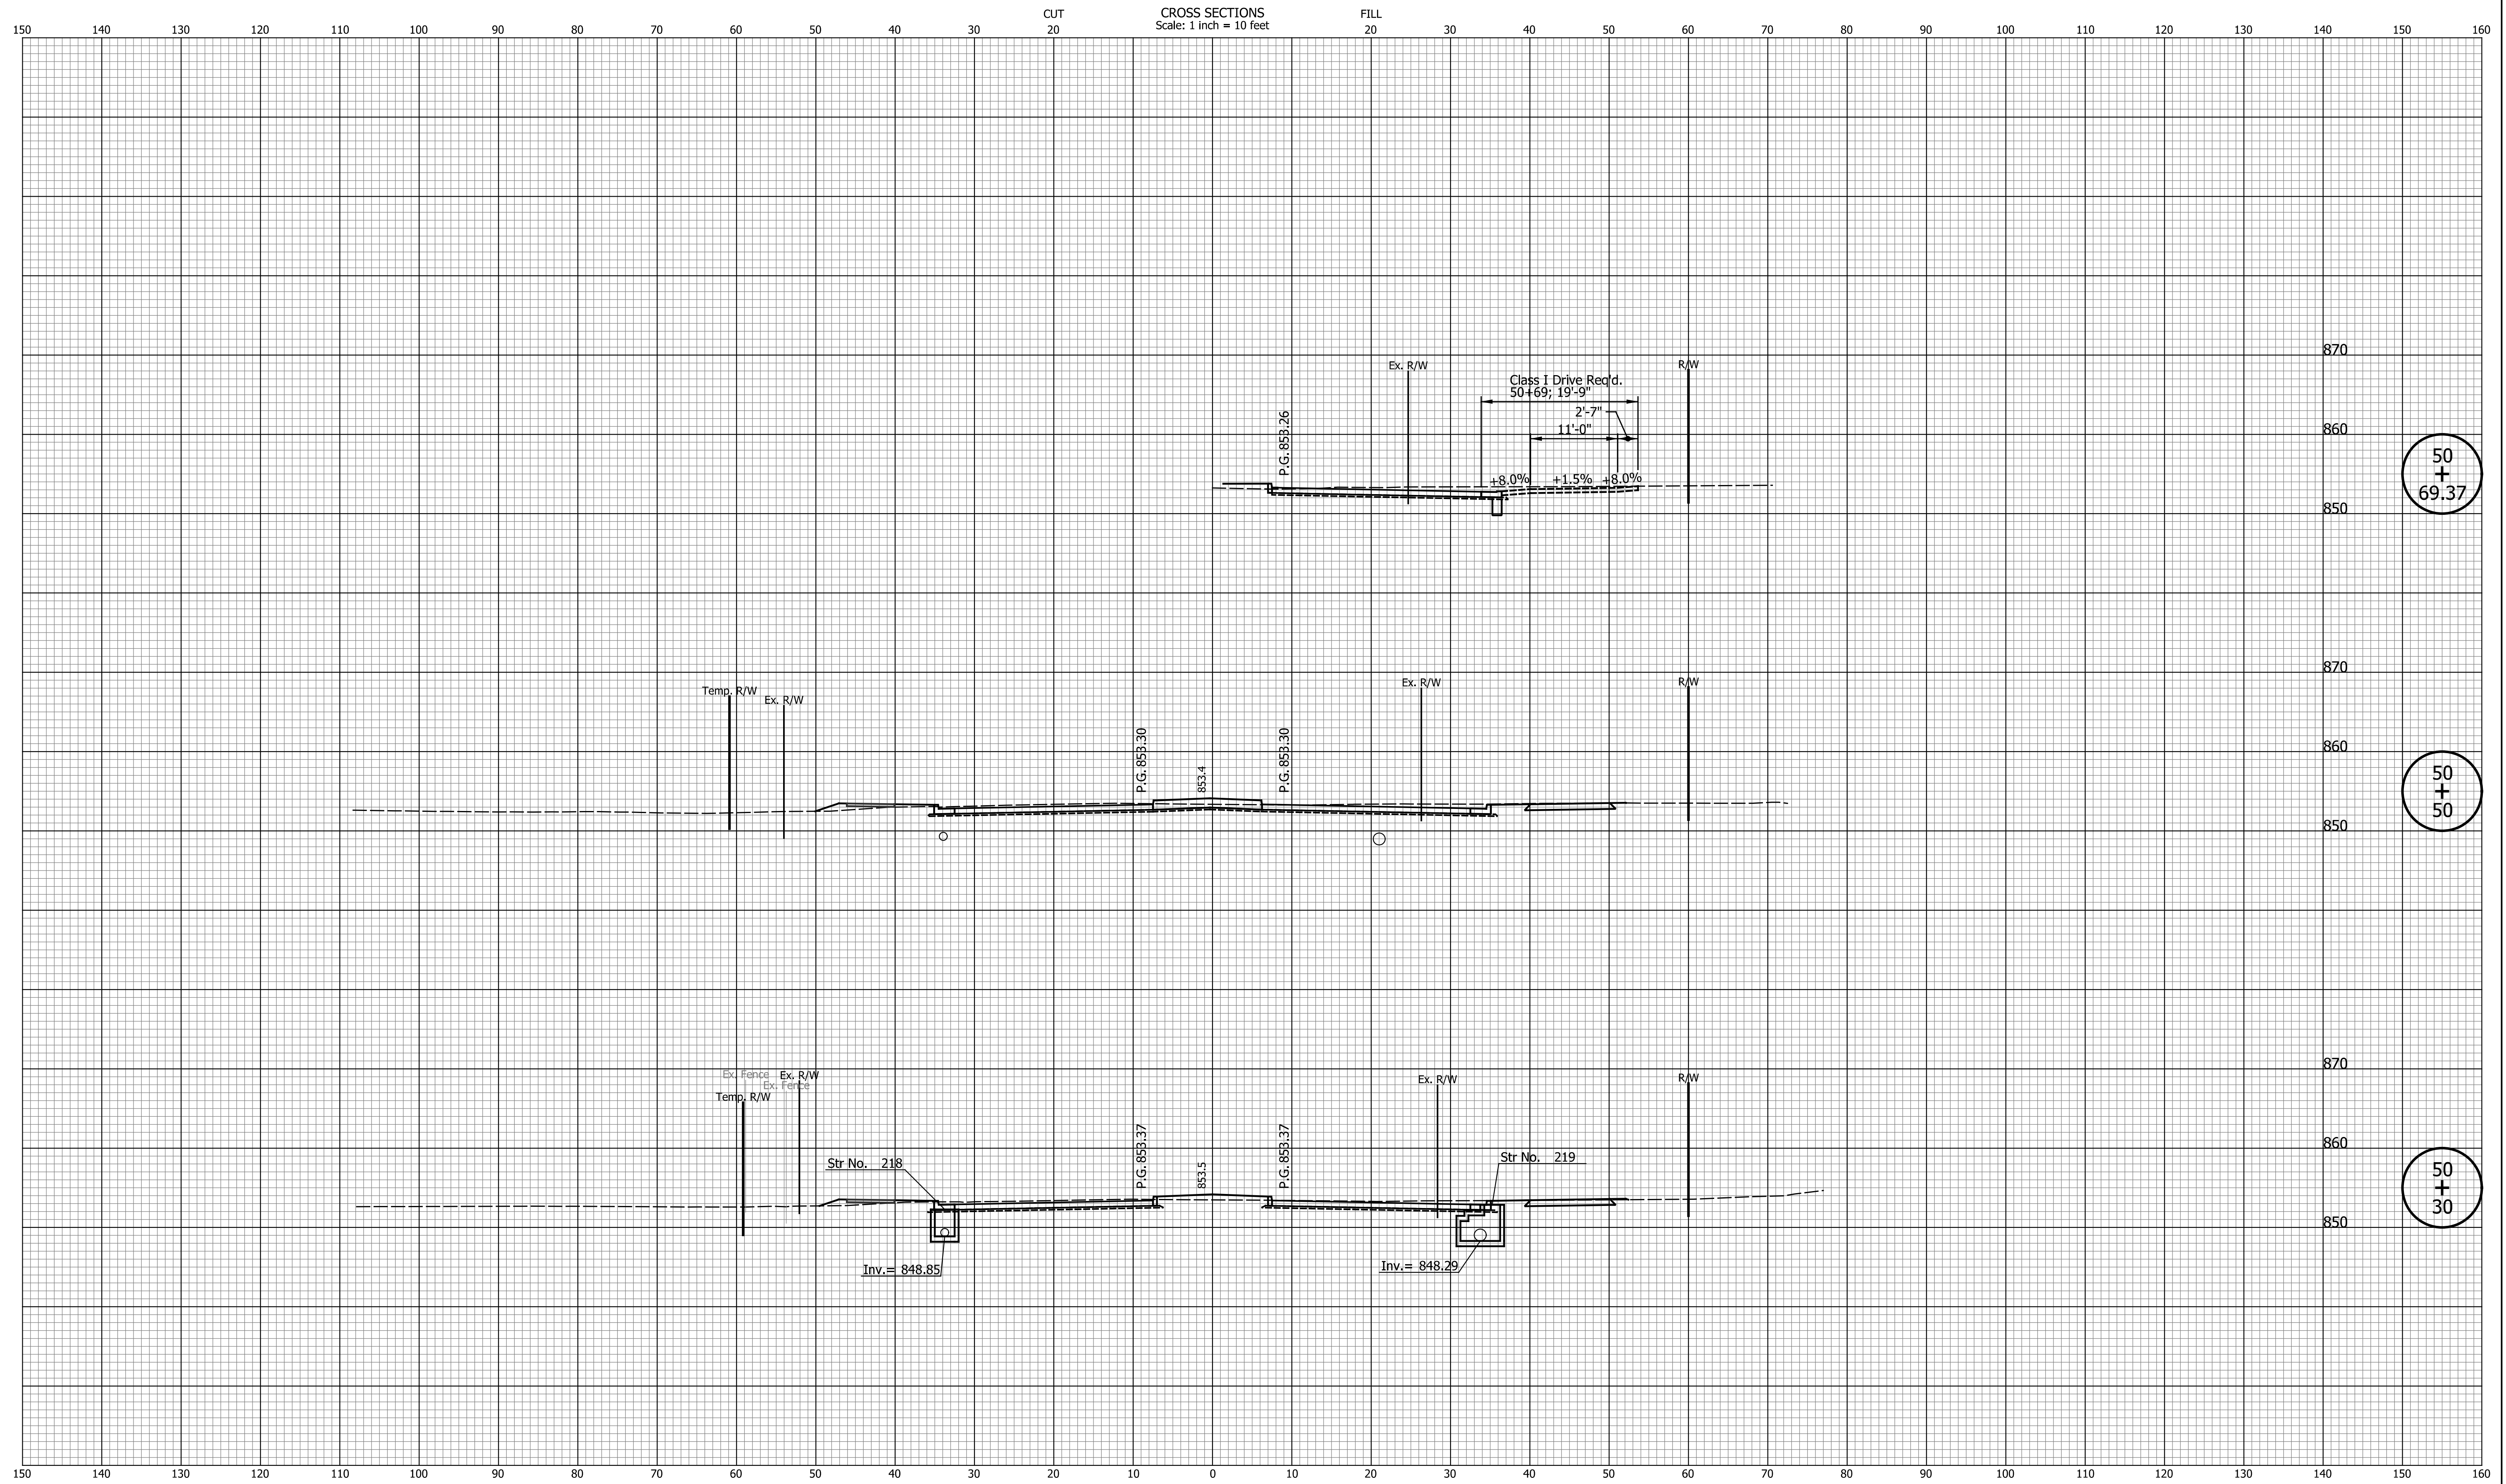 CUT CROSS SECTIONS FILL
Scale: 1 inch = 10 feet
150 140 130 120 110 100 90 80 70 60 50 40 30 20 20 30 40 50 60 70 80 90 100 110 120 130 140 150 160
870
Ex. R/W
R/W
Class I Drive Req'd.
50+69; 19'-9"
2'-7"
11'-0"
P.G. 853.26
860
+8.0% +1.5% +8.0%
50
+
69.37
850
870
Temp. R/W
Ex. R/W
Ex. R/W
R/W
P.G. 853.30
853.4
P.G. 853.30
860
50
+
50
850
870
Ex. Fence
Ex. R/W
Ex. Fence
Temp. R/W
Ex. R/W
R/W
P.G. 853.37
853.5
P.G. 853.37
860
Str No. 218
Str No. 219
50
+
30
850
Inv.= 848.85
Inv.= 848.29
150 140 130 120 110 100 90 80 70 60 50 40 30 20 10 0 10 20 30 40 50 60 70 80 90 100 110 120 130 140 150 160